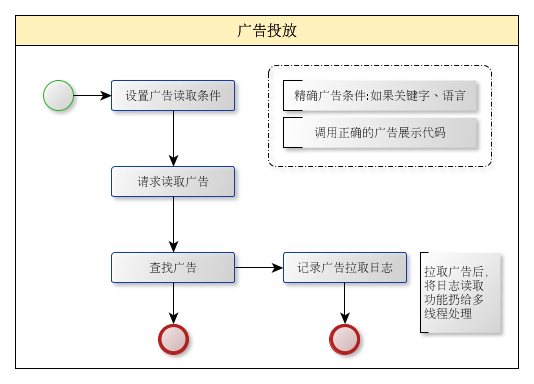 广告投放
设置广告读取条件
精确广告条件:如果关键字、语言
调用正确的广告展示代码
请求读取广告
查找广告
记录广告拉取日志
拉取广告后,
将日志读取
功能扔给多
线程处理